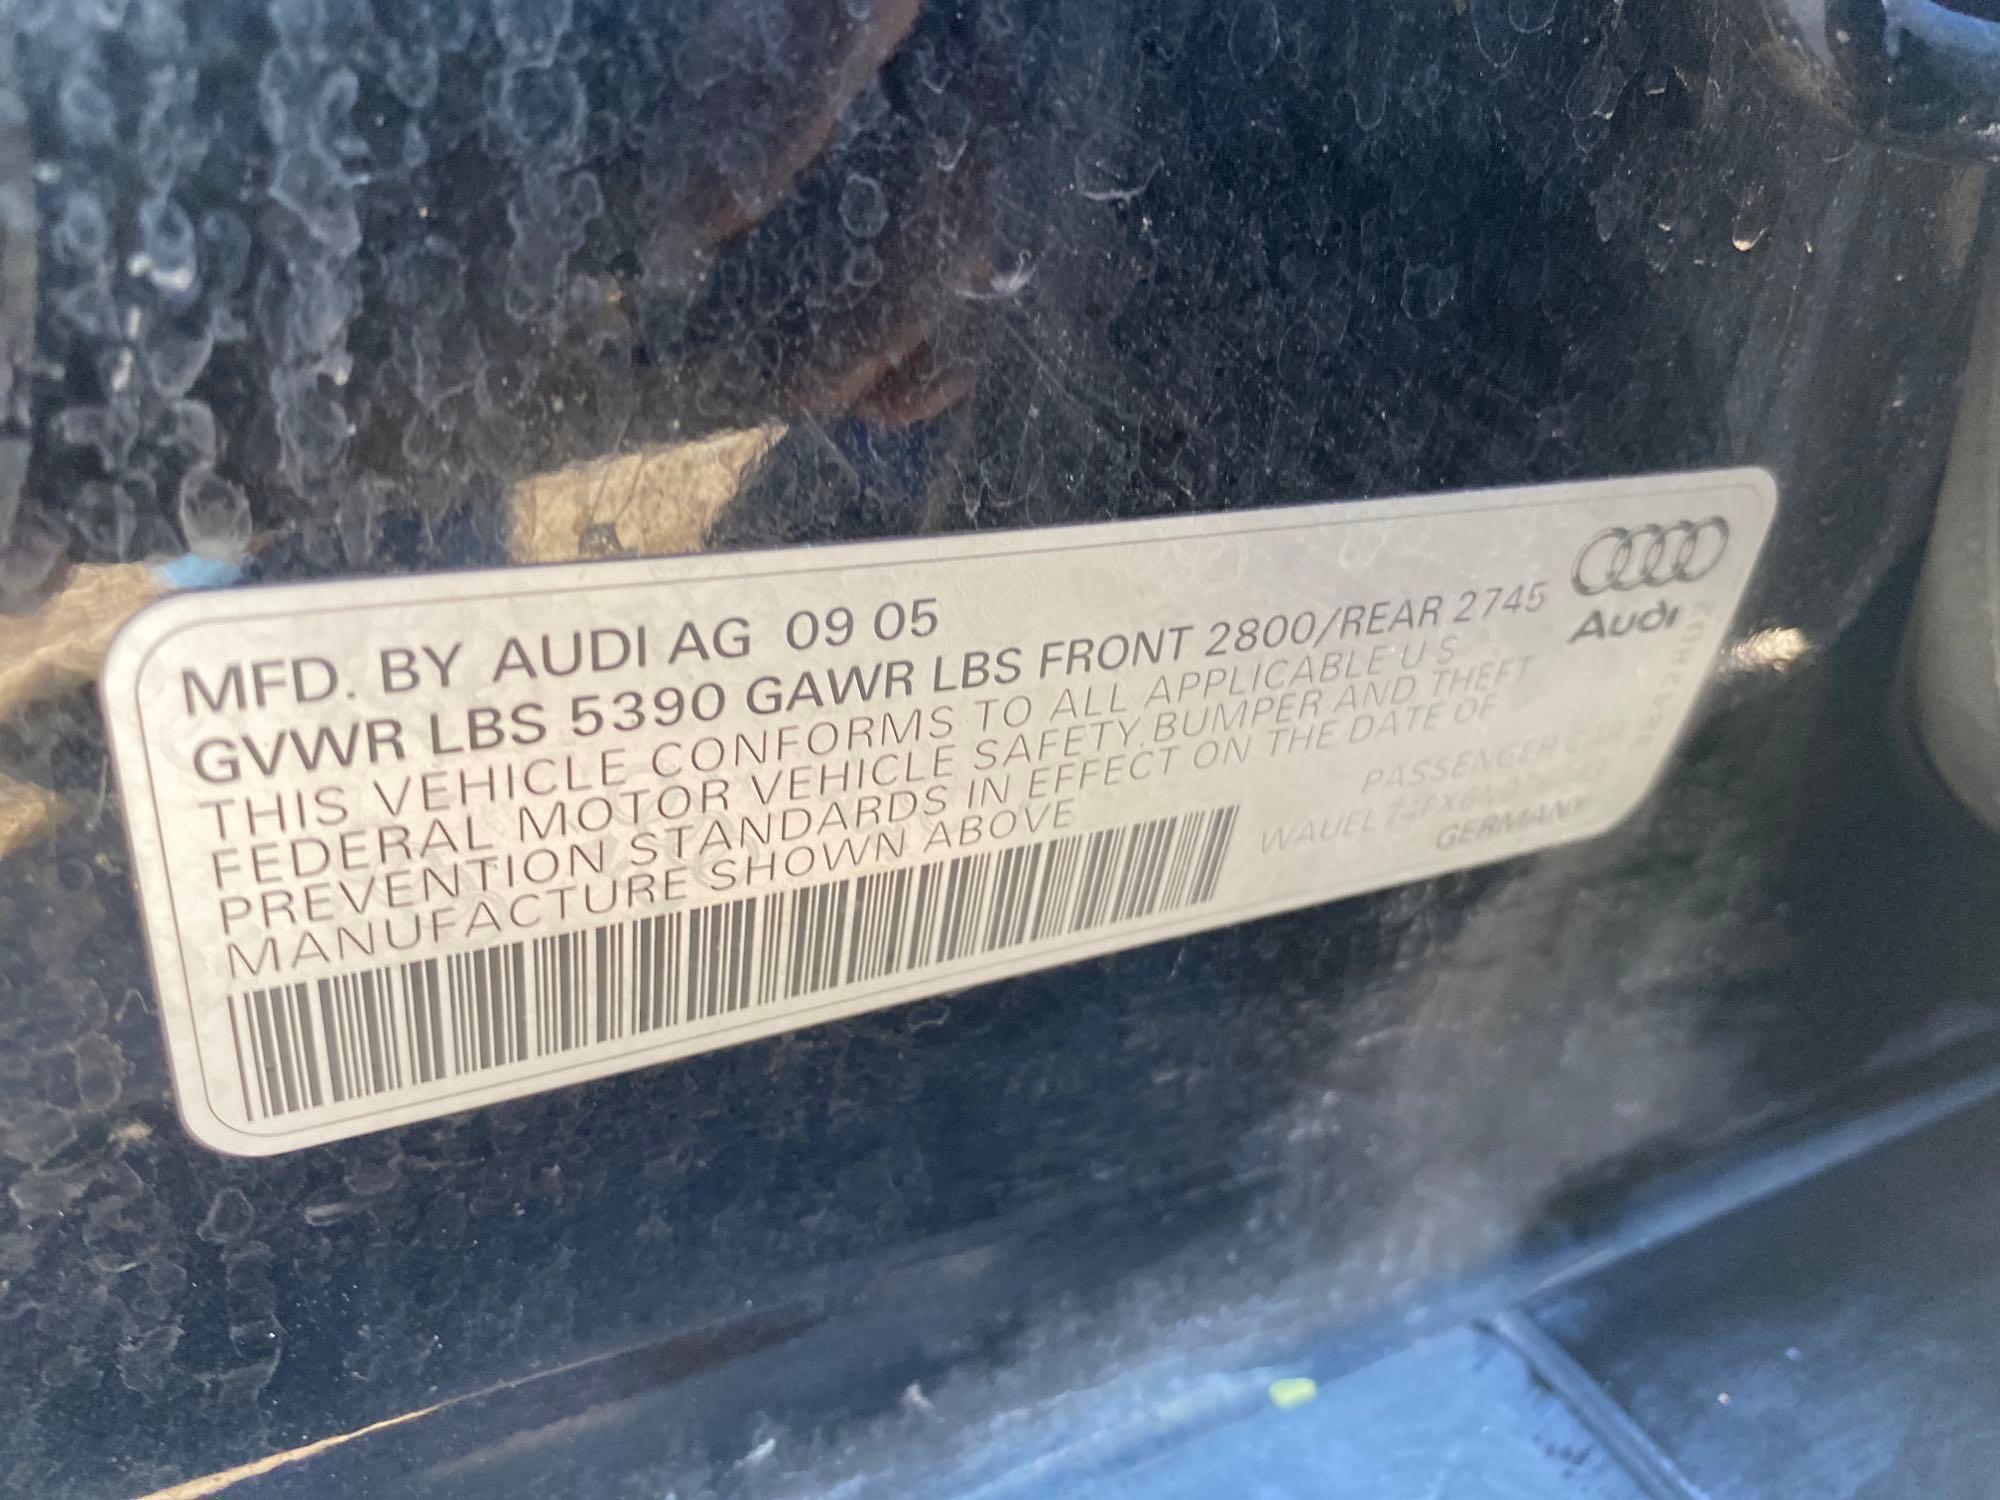 MFD. BY AUDI AG 09 05
GVWR LBS 5390 GAWR LBS FRONT 2800/REAR 2745
THIS VEHICLE CONFORMS TO ALL APPLICABLE U S
FEDERAL MOTOR VEHICLE SAFETY, BUMPER AND THEFT
PREVENTION STANDARDS IN EFFECT ON THE DATE OF
MANUFACTURE SHOWN ABOVE
PASSENGER CAR
GERMANY
Audi